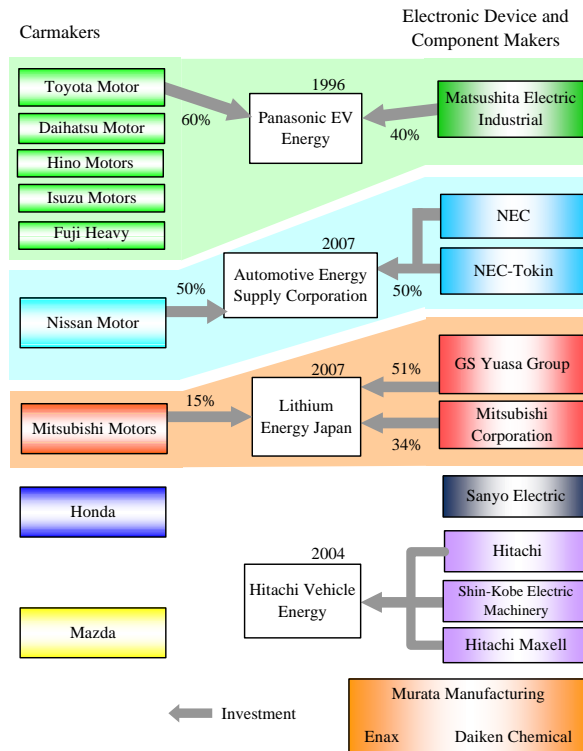 Carmakers
Electronic Device and
Component Makers
Toyota Motor
Daihatsu Motor
Hino Motors
Isuzu Motors
Fuji Heavy
60%
1996
Panasonic EV
Energy
40%
Matsushita Electric
Industrial
Nissan Motor
50%
2007
Automotive Energy
Supply Corporation
50%
NEC
NEC-Tokin
Mitsubishi Motors
15%
2007
Lithium
Energy Japan
51%
34%
GS Yuasa Group
Mitsubishi
Corporation
Honda
Mazda
Sanyo Electric
2004
Hitachi Vehicle
Energy
Hitachi
Shin-Kobe Electric
Machinery
Hitachi Maxell
Investment
Murata Manufacturing
Enax
Daiken Chemical